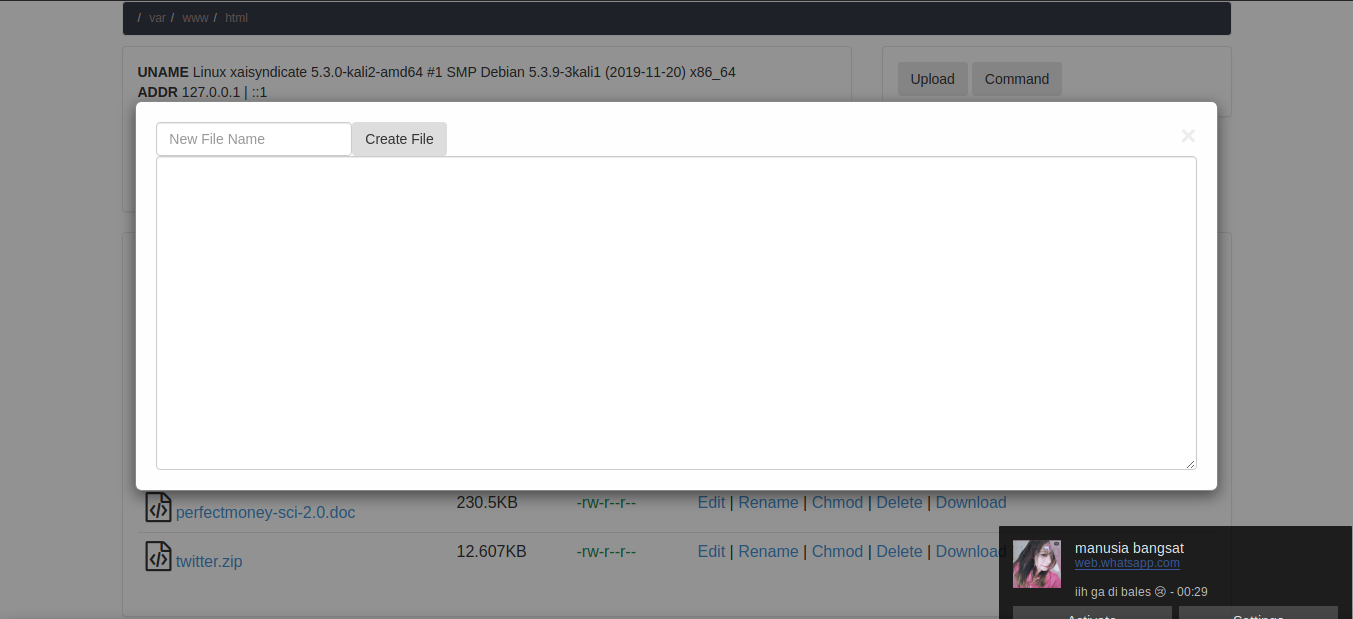 / var / www / html
UNAME Linux xaisyndicate 5.3.0-kali2-amd64 #1 SMP Debian 5.3.9-3kali1 (2019-11-20) x86_64
ADDR 127.0.0.1 | ::1
Upload Command
New File Name Create File ×
perfectmoney-sci-2.0.doc 230.5KB -rw-r--r-- Edit | Rename | Chmod | Delete | Download
twitter.zip 12.607KB -rw-r--r-- Edit | Rename | Chmod | Delete | Download
manusia bangsat
web.whatsapp.com
iih ga di bales 😢 - 00:29
Activate Settings